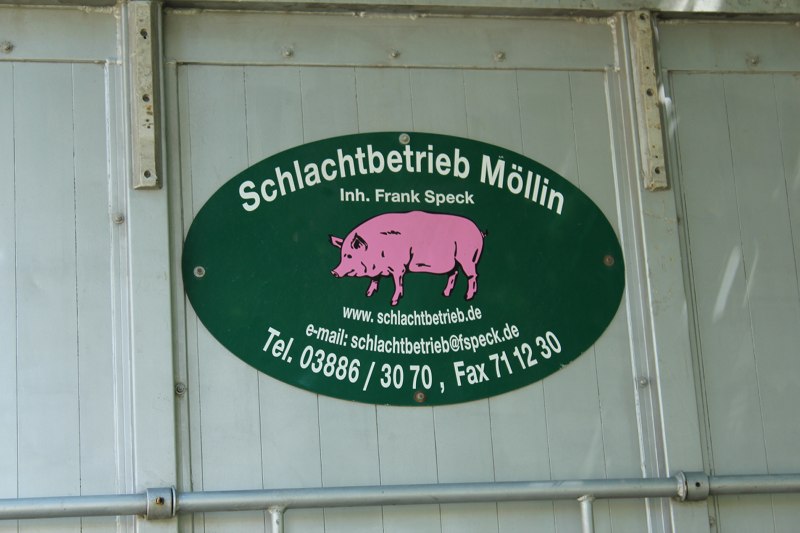 Schlachtbetrieb Möllin
Inh. Frank Speck
www. schlachtbetrieb.de
e-mail: schlachtbetrieb@fspeck.de
Tel. 03886 / 30 70 , Fax 71 12 30